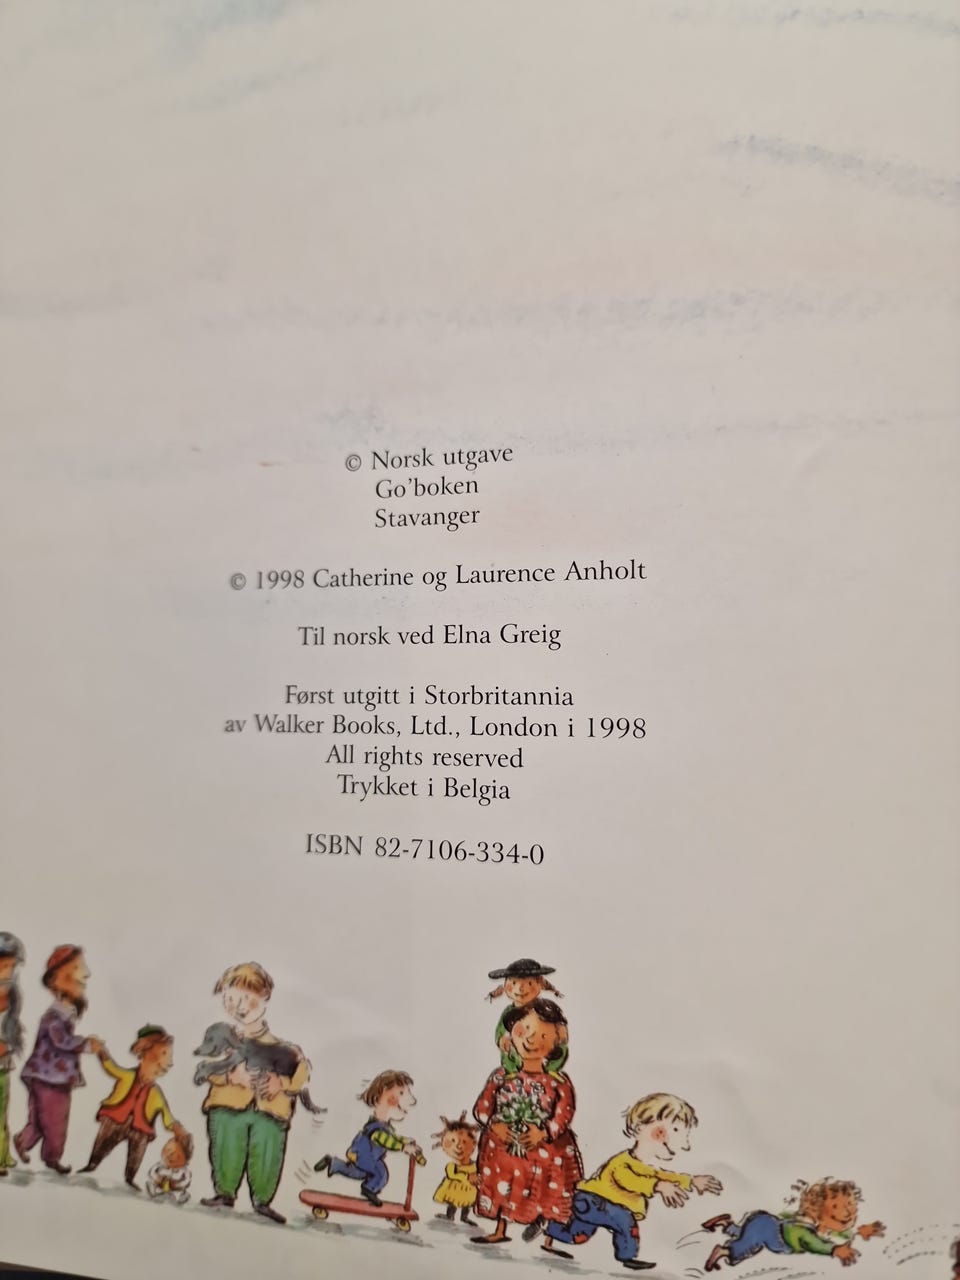 © Norsk utgave
Go'boken
Stavanger
© 1998 Catherine og Laurence Anholt
Til norsk ved Elna Greig
Først utgitt i Storbritannia
av Walker Books, Ltd., London i 1998
All rights reserved
Trykket i Belgia
ISBN 82-7106-334-0